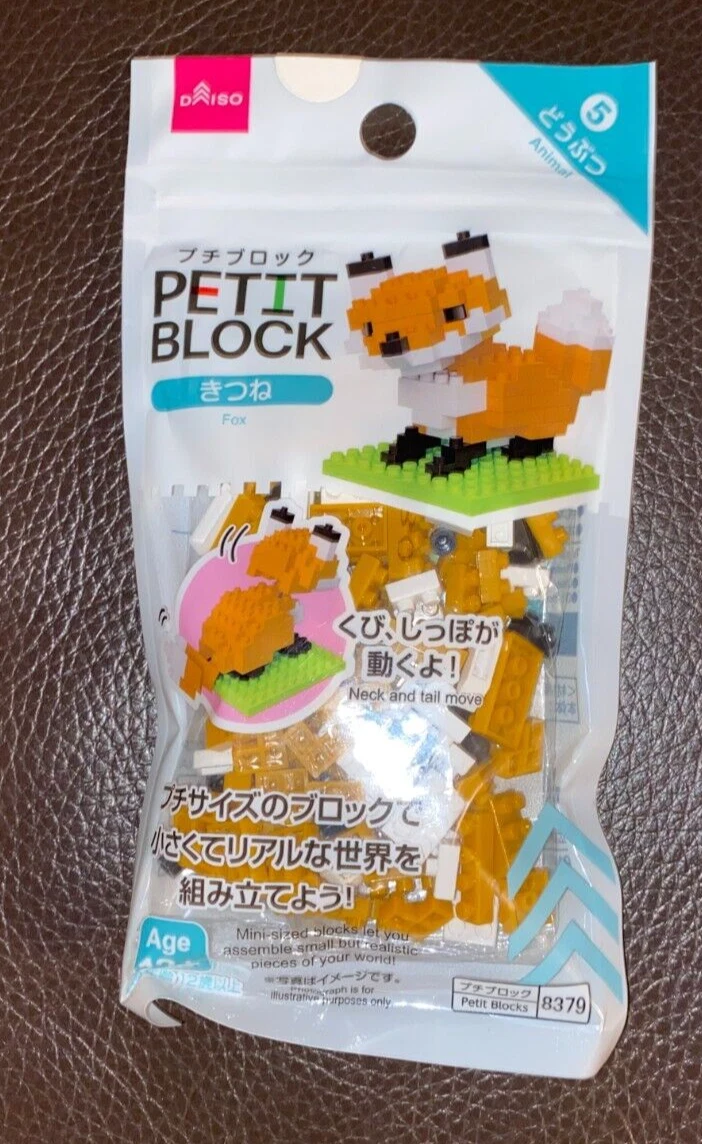 DAISO
5
どうぶつ
Animal
プチブロック
PETIT
BLOCK
きつね
Fox
くび、しっぽが
動くよ!
Neck and tail move
プチサイズのブロックで
小さくてリアルな世界を
組み立てよう!
Age
Mini-sized blocks let you
assemble small but realistic
pieces of your world!
※写真はイメージです。
Photograph is for
illustrative purposes only
プチブロック
Petit Blocks
8379